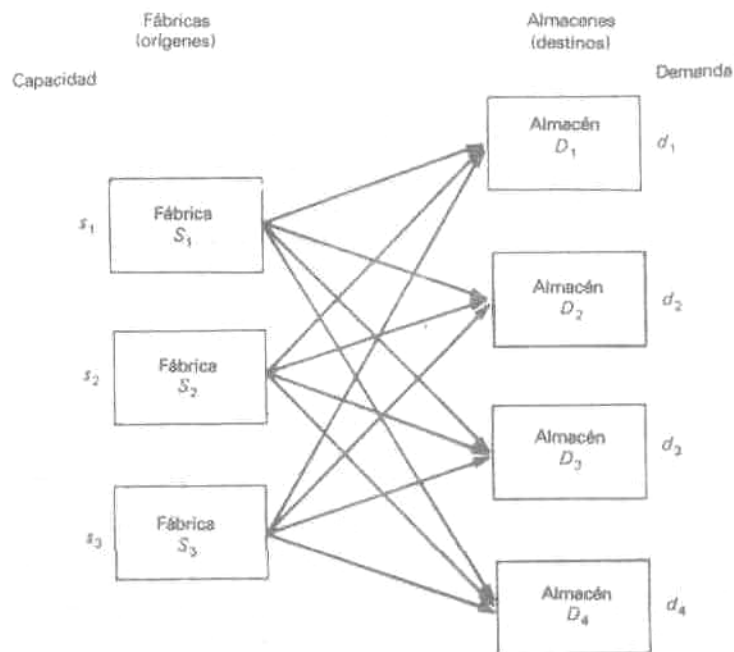 Fábricas
(orígenes)
Almacenes
(destinos)
Capacidad
Demanda
Almacén
D₁
d₁
Fábrica
S₁
s₁
Almacén
D₂
d₂
Fábrica
S₂
s₂
Almacén
D₃
d₃
Fábrica
S₃
s₃
Almacén
D₄
d₄